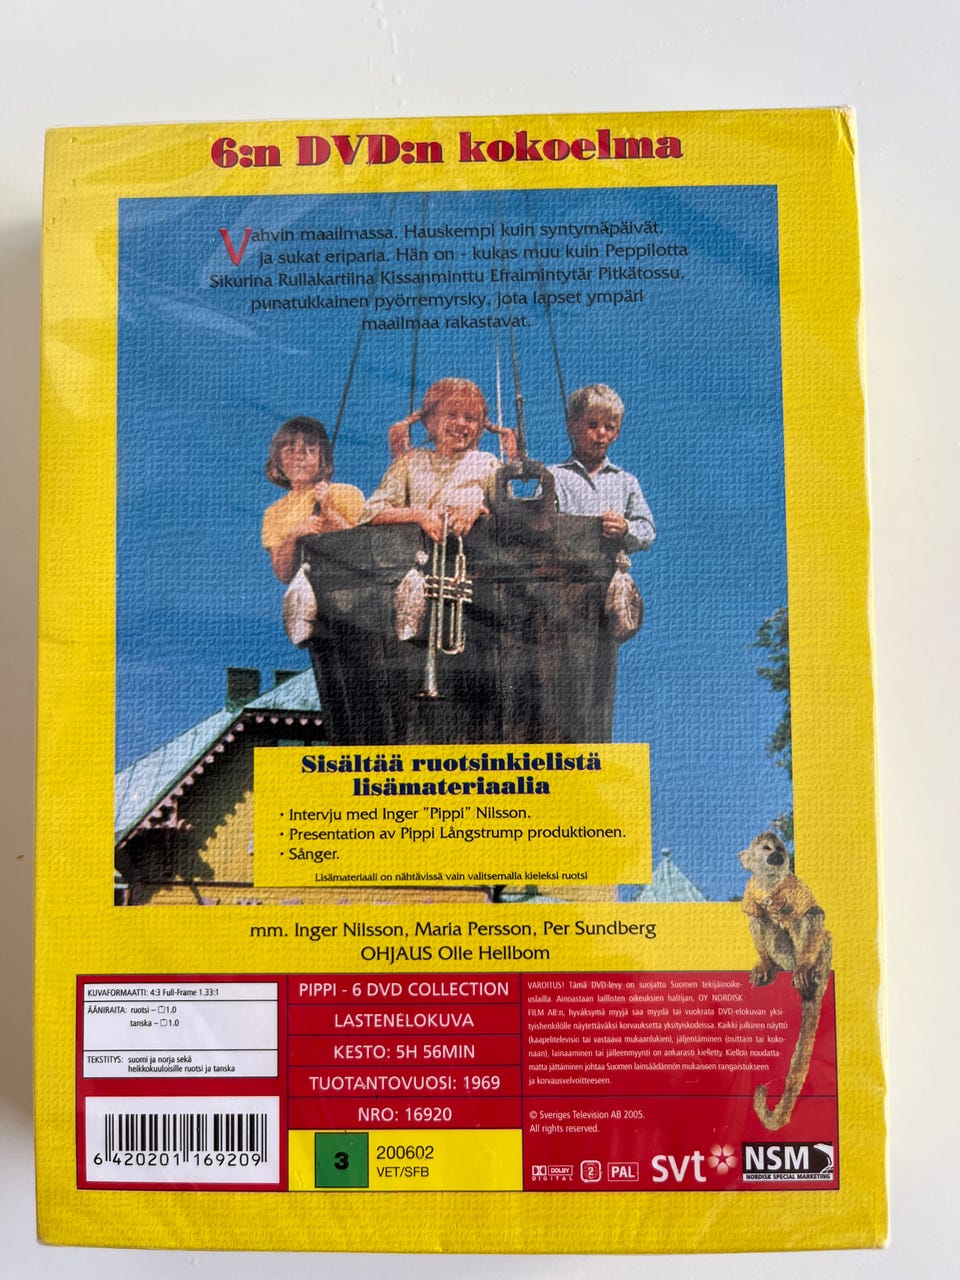 6:n DVD:n kokoelma
Vahvin maailmassa. Hauskempi kuin syntymäpäivät.
ja sukat eriparia. Hän on - kukas muu kuin Peppilotta
Sikurina Rullakartiina Kissanminttu Efraimintytär Pitkätossu,
punatukkainen pyörremyrsky, jota lapset ympäri
maailmaa rakastavat.
Sisältää ruotsinkielistä
lisämateriaalia
· Intervju med Inger "Pippi" Nilsson.
· Presentation av Pippi Långstrump produktionen.
· Sånger.
Lisämateriaali on nähtävissä vain valitsemalla kieleksi ruotsi
mm. Inger Nilsson, Maria Persson, Per Sundberg
OHJAUS Olle Hellbom
KUVAFORMAATTI: 4:3 Full-Frame 1.33:1
ÄÄNIRAITA: ruotsi – 1.0
tanska – 1.0
TEKSTITYS: suomi ja norja sekä
heikkokuuloisille ruotsi ja tanska
6 420201 169209
PIPPI - 6 DVD COLLECTION
LASTENELOKUVA
KESTO: 5H 56MIN
TUOTANTOVUOSI: 1969
NRO: 16920
3
200602
VET/SFB
VAROITUS! Tämä DVD-levy on suojattu Suomen tekijäinoike-
uslailla. Ainoastaan laillisten oikeuksien haltijan, OY NORDISK
FILM AB:n, hyväksymä myyjä saa myydä tai vuokrata DVD-elokuvan yksi-
tyishenkilölle näytettäväksi korvauksetta yksityiskodeissa. Kaikki julkinen näyttö
(kaapelitelevisio tai vastaava mukaanlukien), jäljentäminen (osittain tai koko-
naan), lainaaminen tai jälleenmyynti on ankarasti kielletty. Kiellon noudatta-
matta jättäminen johtaa Suomen lainsäädännön mukaiseen rangaistukseen
ja korvausvelvoitteeseen.
© Sveriges Television AB 2005.
All rights reserved.
DOLBY
DIGITAL
2
PAL
svt
NSM
NORDISK SPECIAL MARKETING